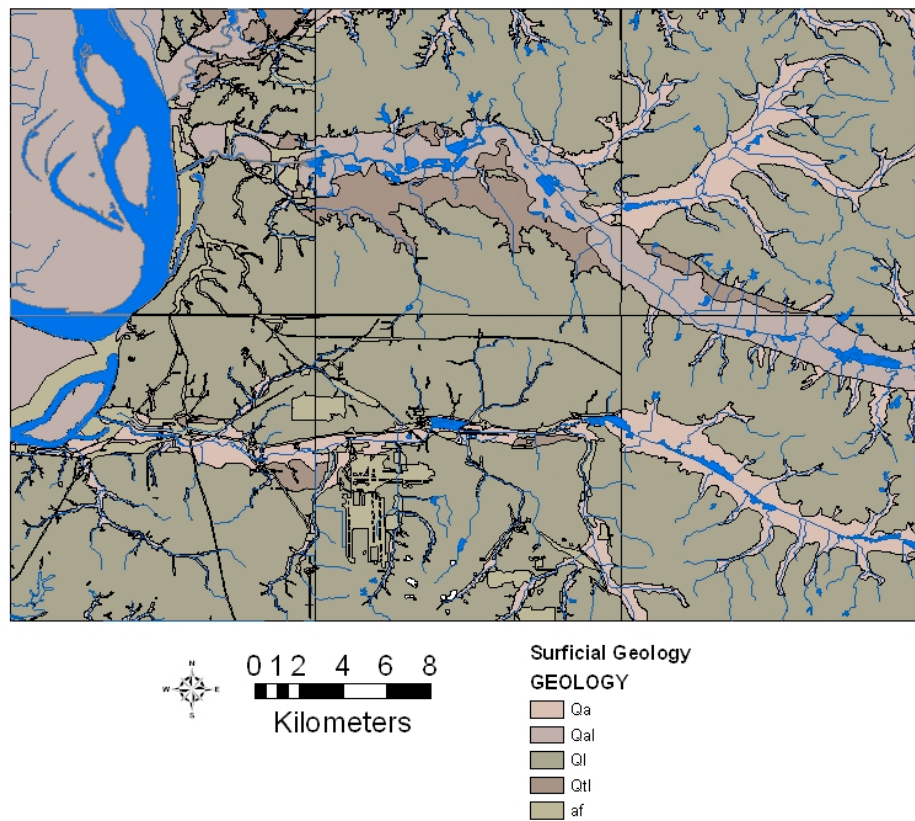 N
W E
S
0 1 2 4 6 8
Kilometers
Surficial Geology
GEOLOGY
Qa
Qal
Ql
Qtl
af